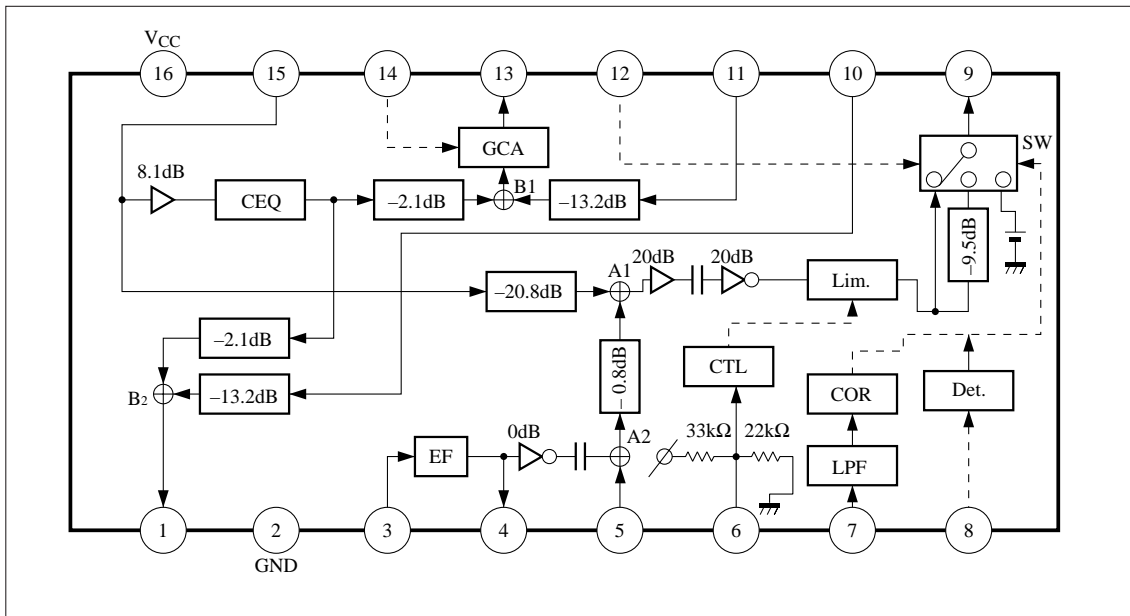 VCC
16
15
14
13
12
11
10
9
SW
GCA
8.1dB
CEQ
–2.1dB
B1
–13.2dB
–9.5dB
20dB
20dB
A1
–20.8dB
Lim.
–2.1dB
–0.8dB
CTL
COR
Det.
B2
–13.2dB
0dB
A2
33kΩ
22kΩ
EF
LPF
1
2
3
4
5
6
7
8
GND